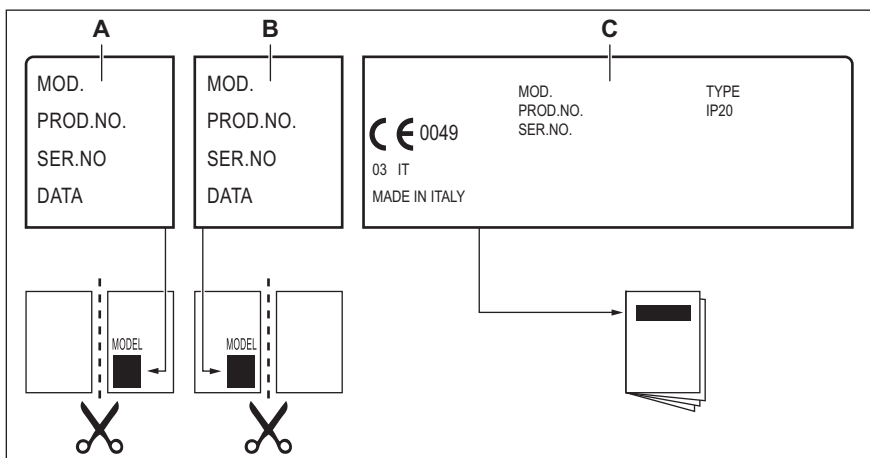 A
B
C
MOD.
PROD.NO.
SER.NO
DATA
MOD.
PROD.NO.
SER.NO
DATA
MOD.
PROD.NO.
SER.NO.
TYPE
IP20
CE 0049
03 IT
MADE IN ITALY
MODEL
MODEL